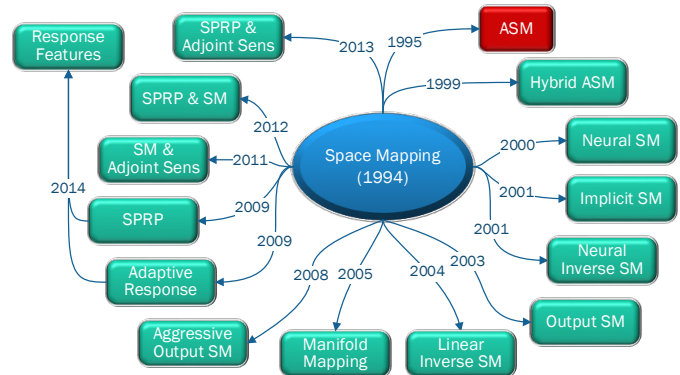 SPRP &
Adjoint Sens
2013
1995
ASM
Response
Features
1999
Hybrid ASM
SPRP & SM
2012
Space Mapping
(1994)
2000
Neural SM
SM &
Adjoint Sens
2011
2001
Implicit SM
2014
SPRP
2009
2001
Neural
Inverse SM
Adaptive
Response
2009
2008
2005
2004
2003
Output SM
Aggressive
Output SM
Manifold
Mapping
Linear
Inverse SM